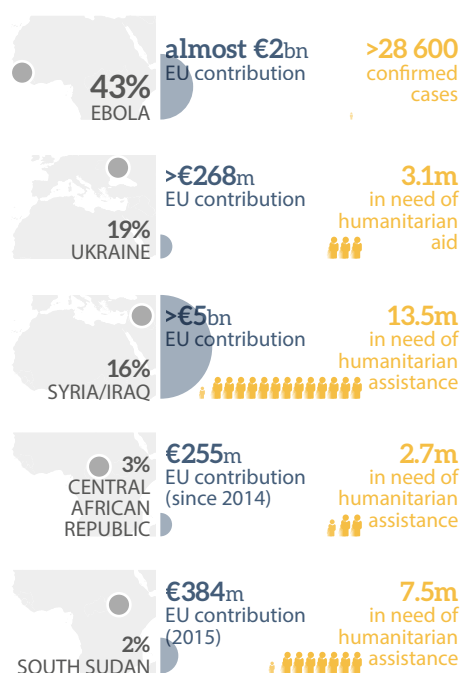 43%
EBOLA
almost €2bn
EU contribution
>28 600
confirmed
cases
19%
UKRAINE
>€268m
EU contribution
3.1m
in need of
humanitarian
aid
16%
SYRIA/IRAQ
>€5bn
EU contribution
13.5m
in need of
humanitarian
assistance
3%
CENTRAL
AFRICAN
REPUBLIC
€255m
EU contribution
(since 2014)
2.7m
in need of
humanitarian
assistance
2%
SOUTH SUDAN
€384m
EU contribution
(2015)
7.5m
in need of
humanitarian
assistance